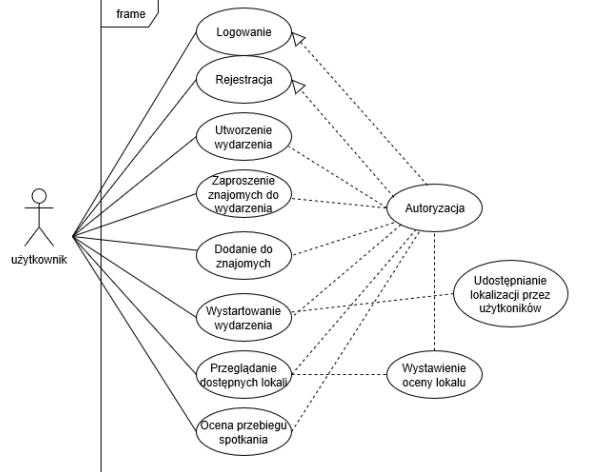 frame
Logowanie
Rejestracja
Utworzenie
wydarzenia
Zaproszenie
znajomych do
wydarzenia
Autoryzacja
użytkownik
Dodanie do
znajomych
Udostępnianie
lokalizacji przez
użytkoników
Wystartowanie
wydarzenia
Przeglądanie
dostępnych lokali
Wystawienie
oceny lokalu
Ocena przebiegu
spotkania